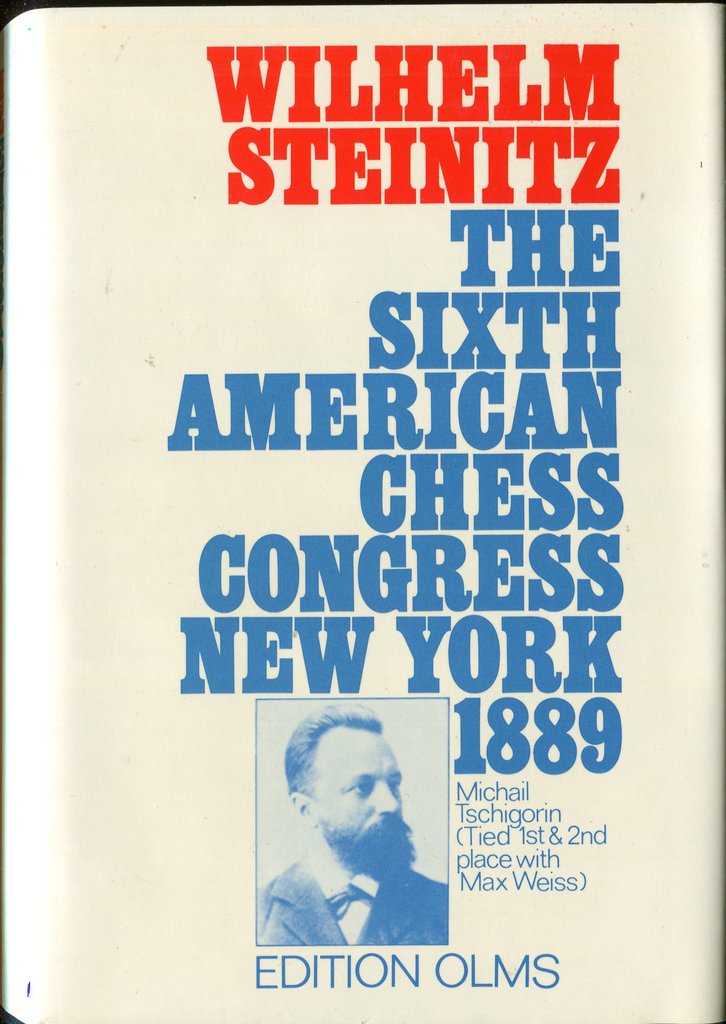 WILHELM
STEINITZ
THE
SIXTH
AMERICAN
CHESS
CONGRESS
NEW YORK
1889
Michail
Tschigorin
(Tied 1st & 2nd
place with
Max Weiss)
EDITION OLMS